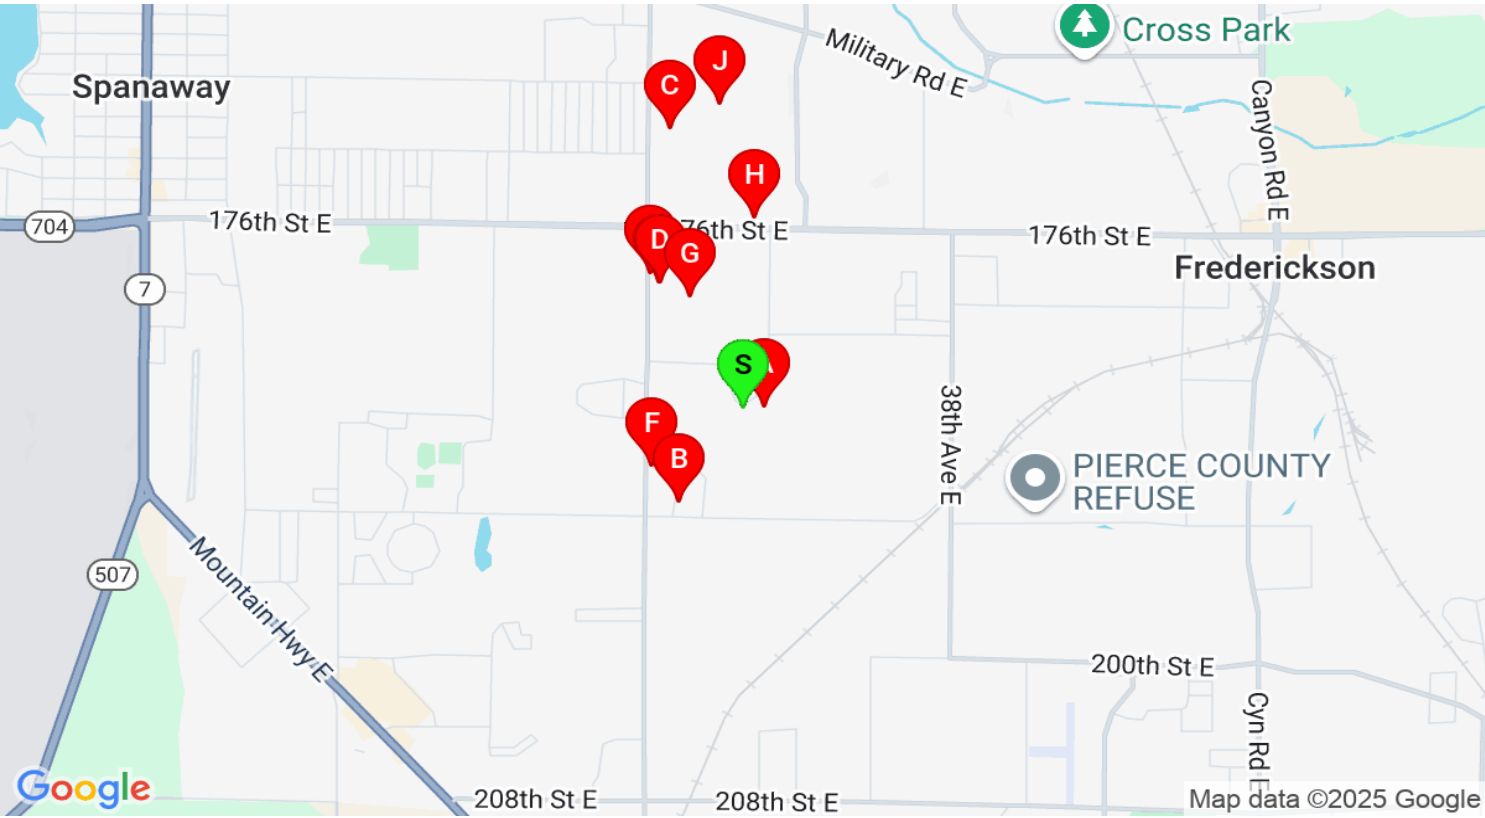 J
C
Military Rd E
Cross Park
Spanaway
Canyon Rd E
H
704
176th St E
D
76th St E
176th St E
G
Frederickson
7
S
A
F
38th Ave E
B
PIERCE COUNTY
REFUSE
507
Mountain Hwy E
200th St E
Cyn Rd E
Google
208th St E
208th St E
Map data ©2025 Google